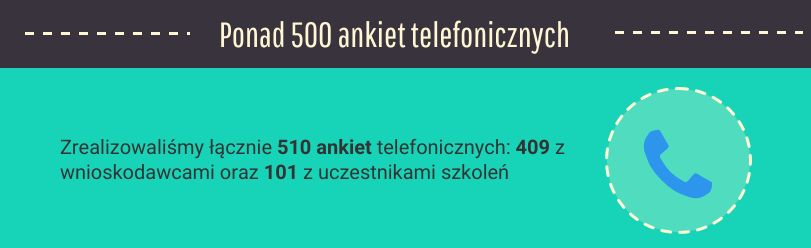 Ponad 500 ankiet telefonicznych
Zrealizowaliśmy łącznie 510 ankiet telefonicznych: 409 z
wnioskodawcami oraz 101 z uczestnikami szkoleń